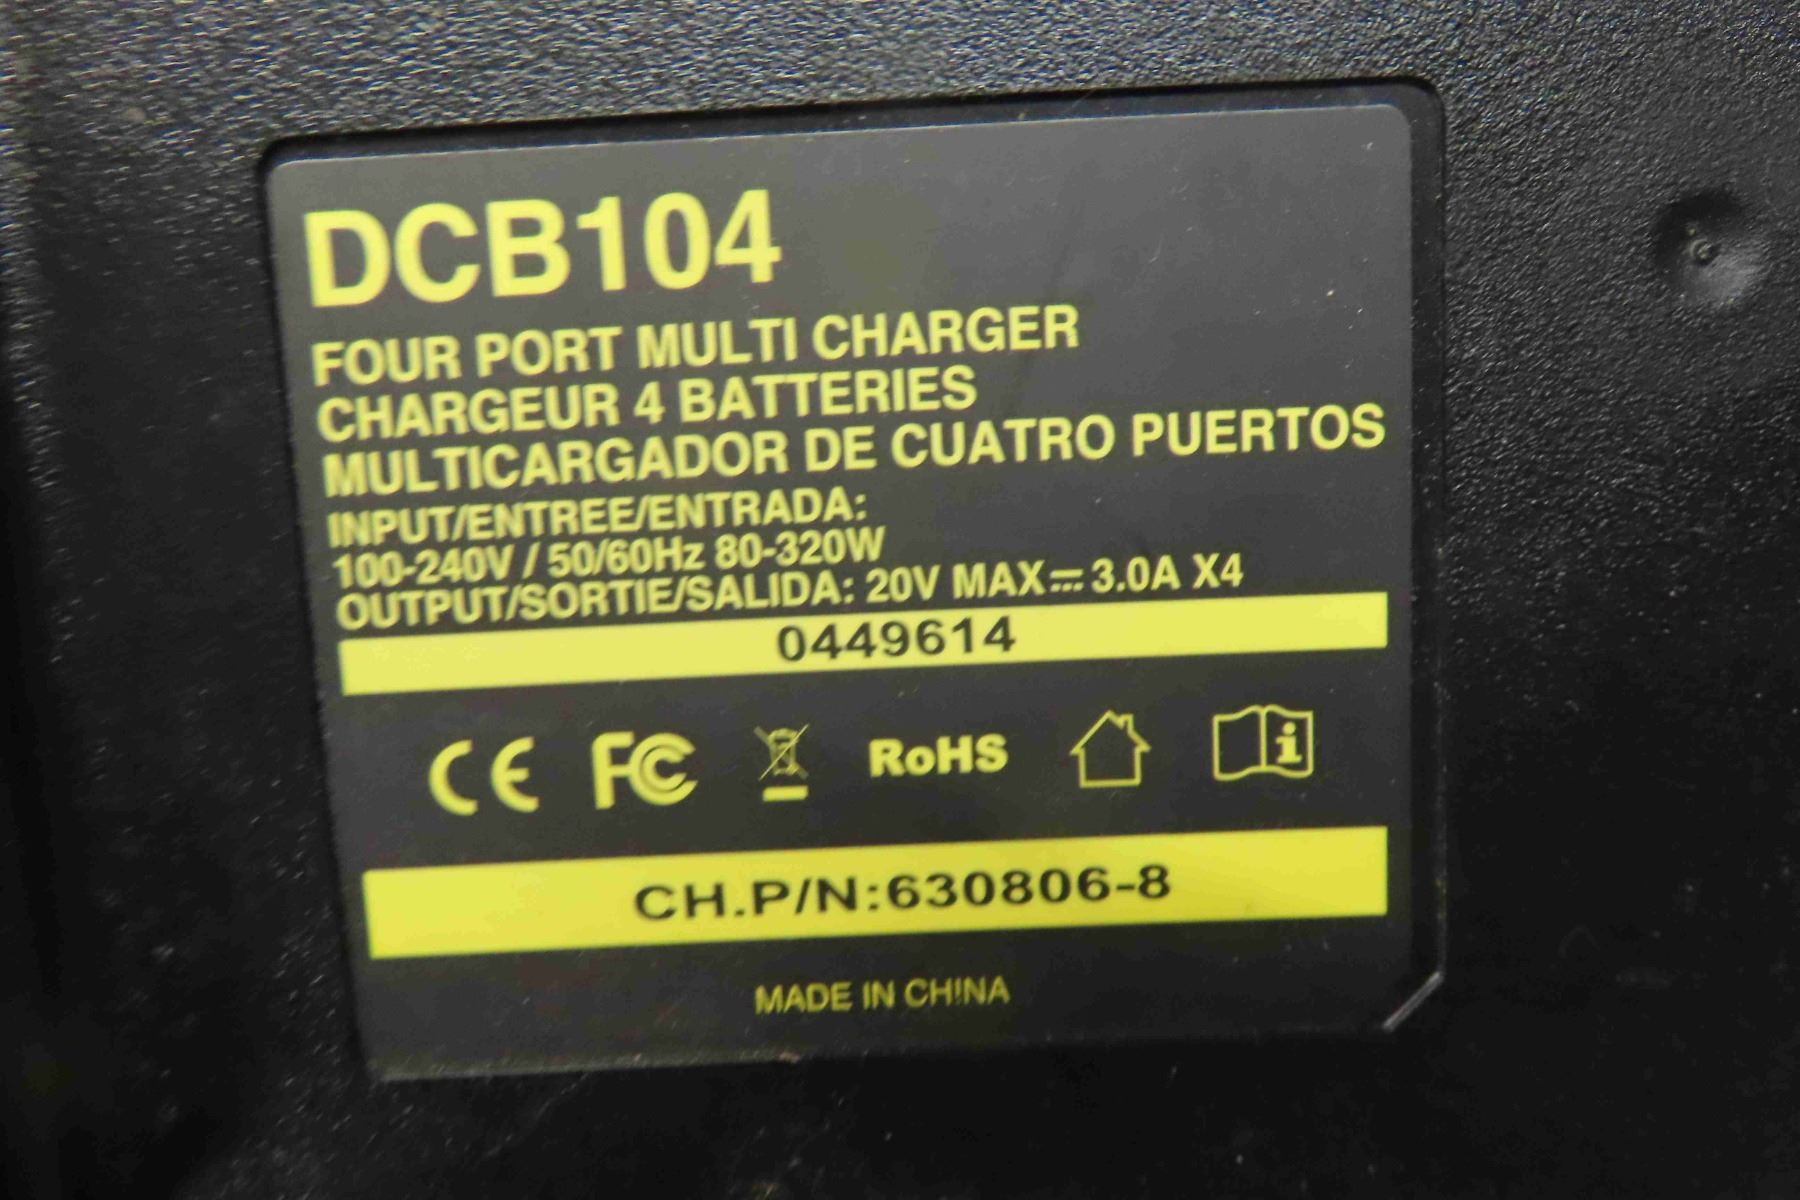 DCB104
FOUR PORT MULTI CHARGER
CHARGEUR 4 BATTERIES
MULTICARGADOR DE CUATRO PUERTOS
INPUT/ENTREE/ENTRADA:
100-240V / 50/60Hz 80-320W
OUTPUT/SORTIE/SALIDA: 20V MAX⎓3.0A X4
0449614
CE FC RoHS i
CH.P/N:630806-8
MADE IN CHINA